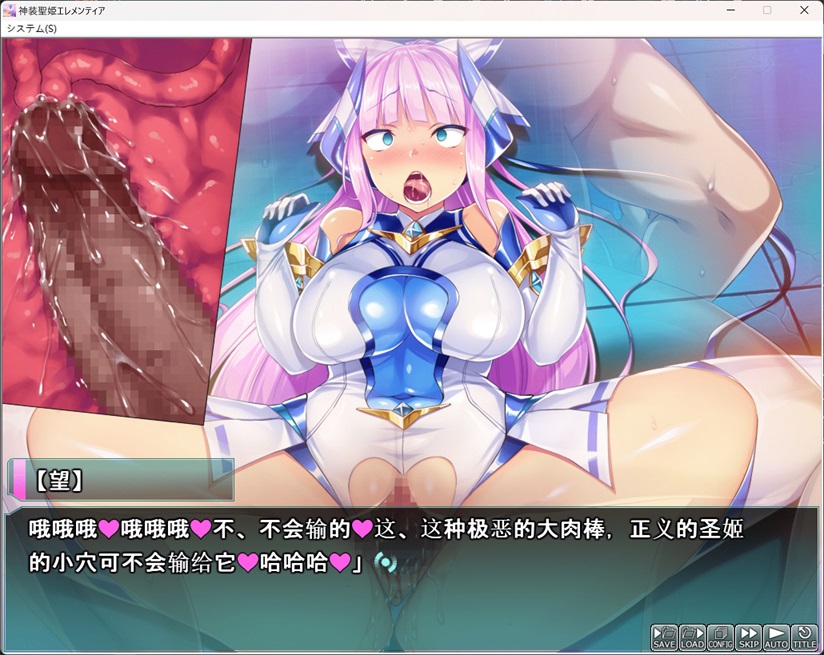 神装聖姫エレメンティア
システム(S)
【望】
哦哦哦♥哦哦哦♥不、不会输的♥这、这种极恶的大肉棒，正义的圣姬
的小穴可不会输给它♥哈哈哈♥」
SAVE LOAD CONFIG SKIP AUTO TITLE